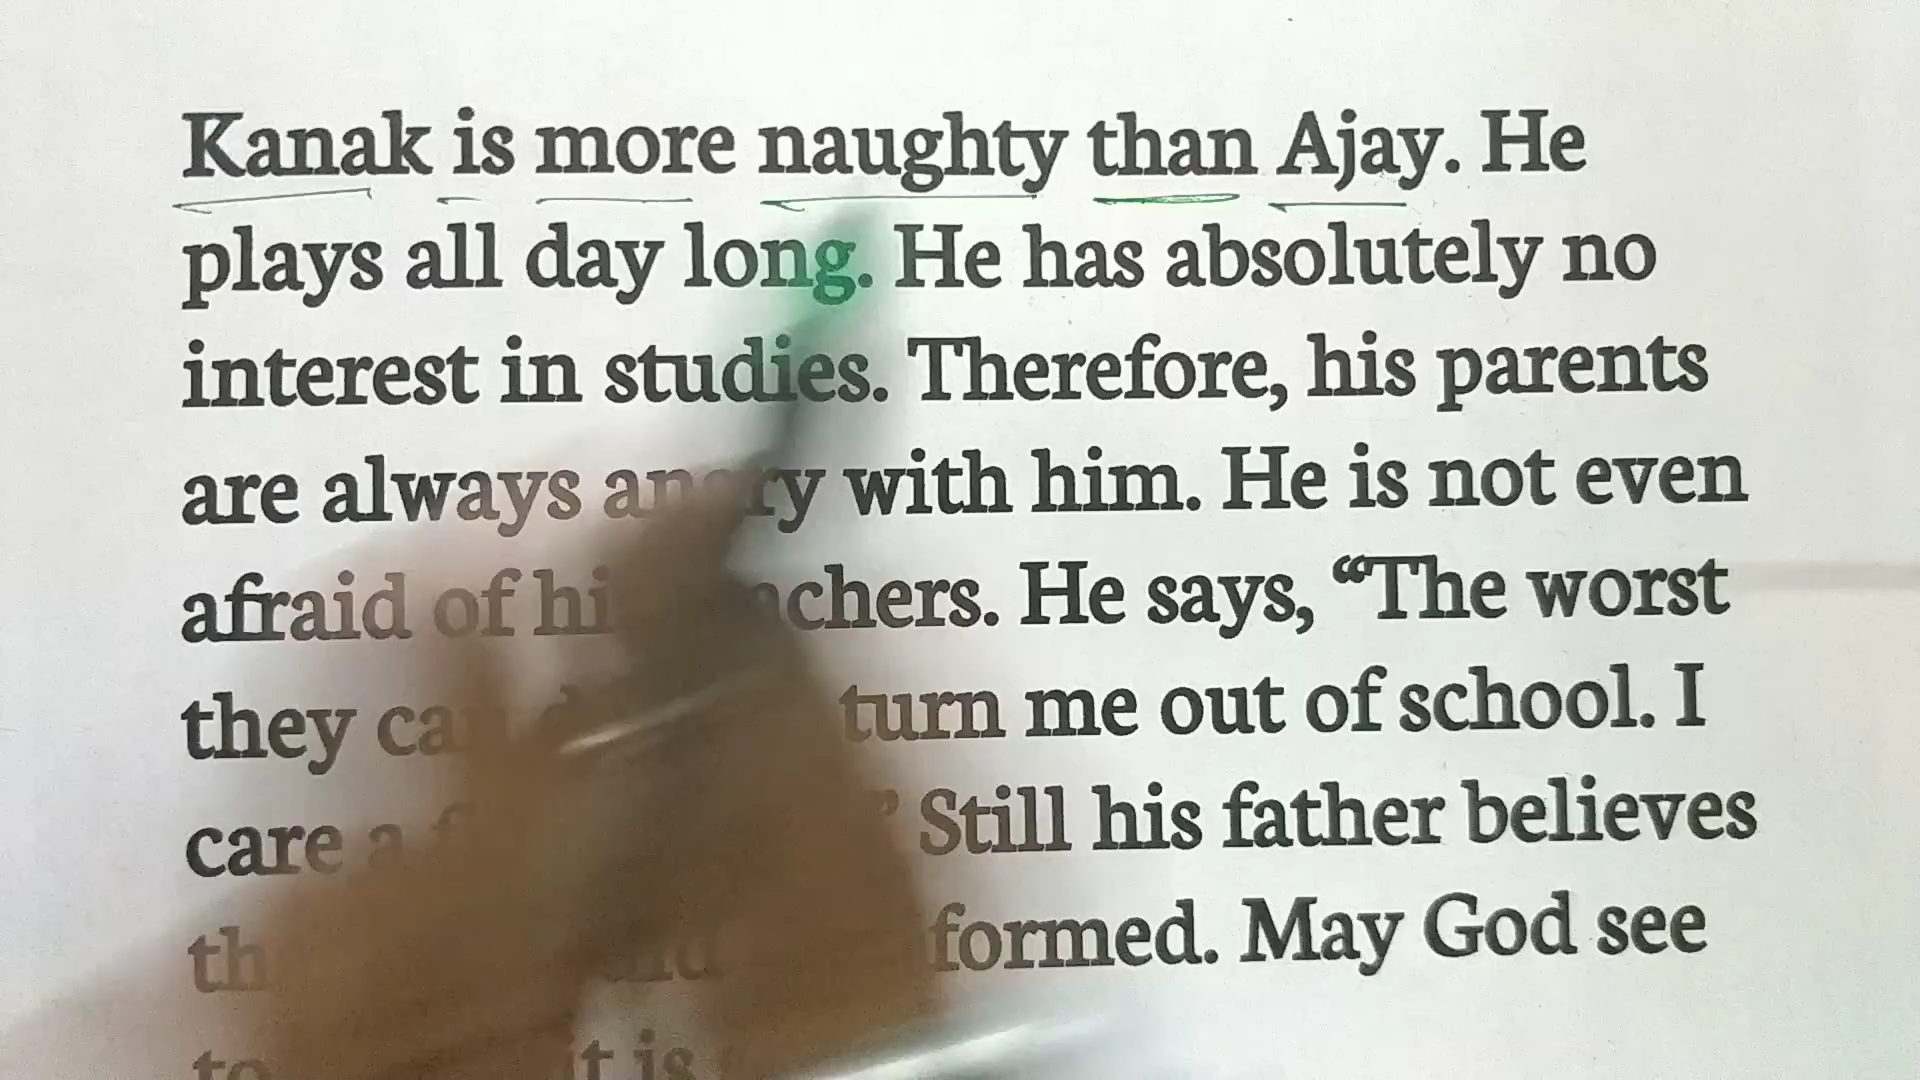 Kanak is more naughty than Ajay. He
plays all day long. He has absolutely no
interest in studies. Therefore, his parents
are always angry with him. He is not even
afraid of his teachers. He says, “The worst
they can turn me out of school. I
care a ” Still his father believes
formed. May God see
to it is